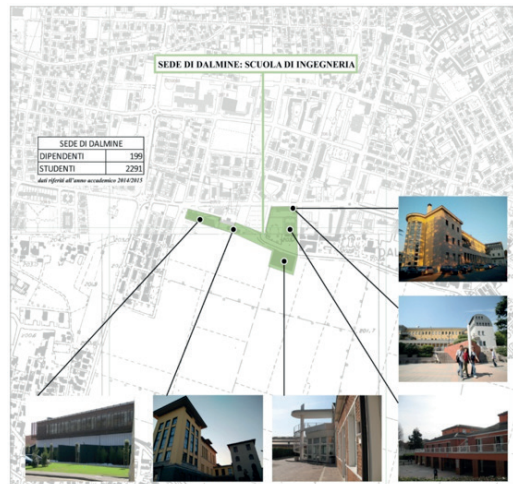 SEDE DI DALMINE: SCUOLA DI INGEGNERIA
SEDE DI DALMINE
DIPENDENTI 199
STUDENTI 2291
dati riferiti all'anno accademico 2014/2015